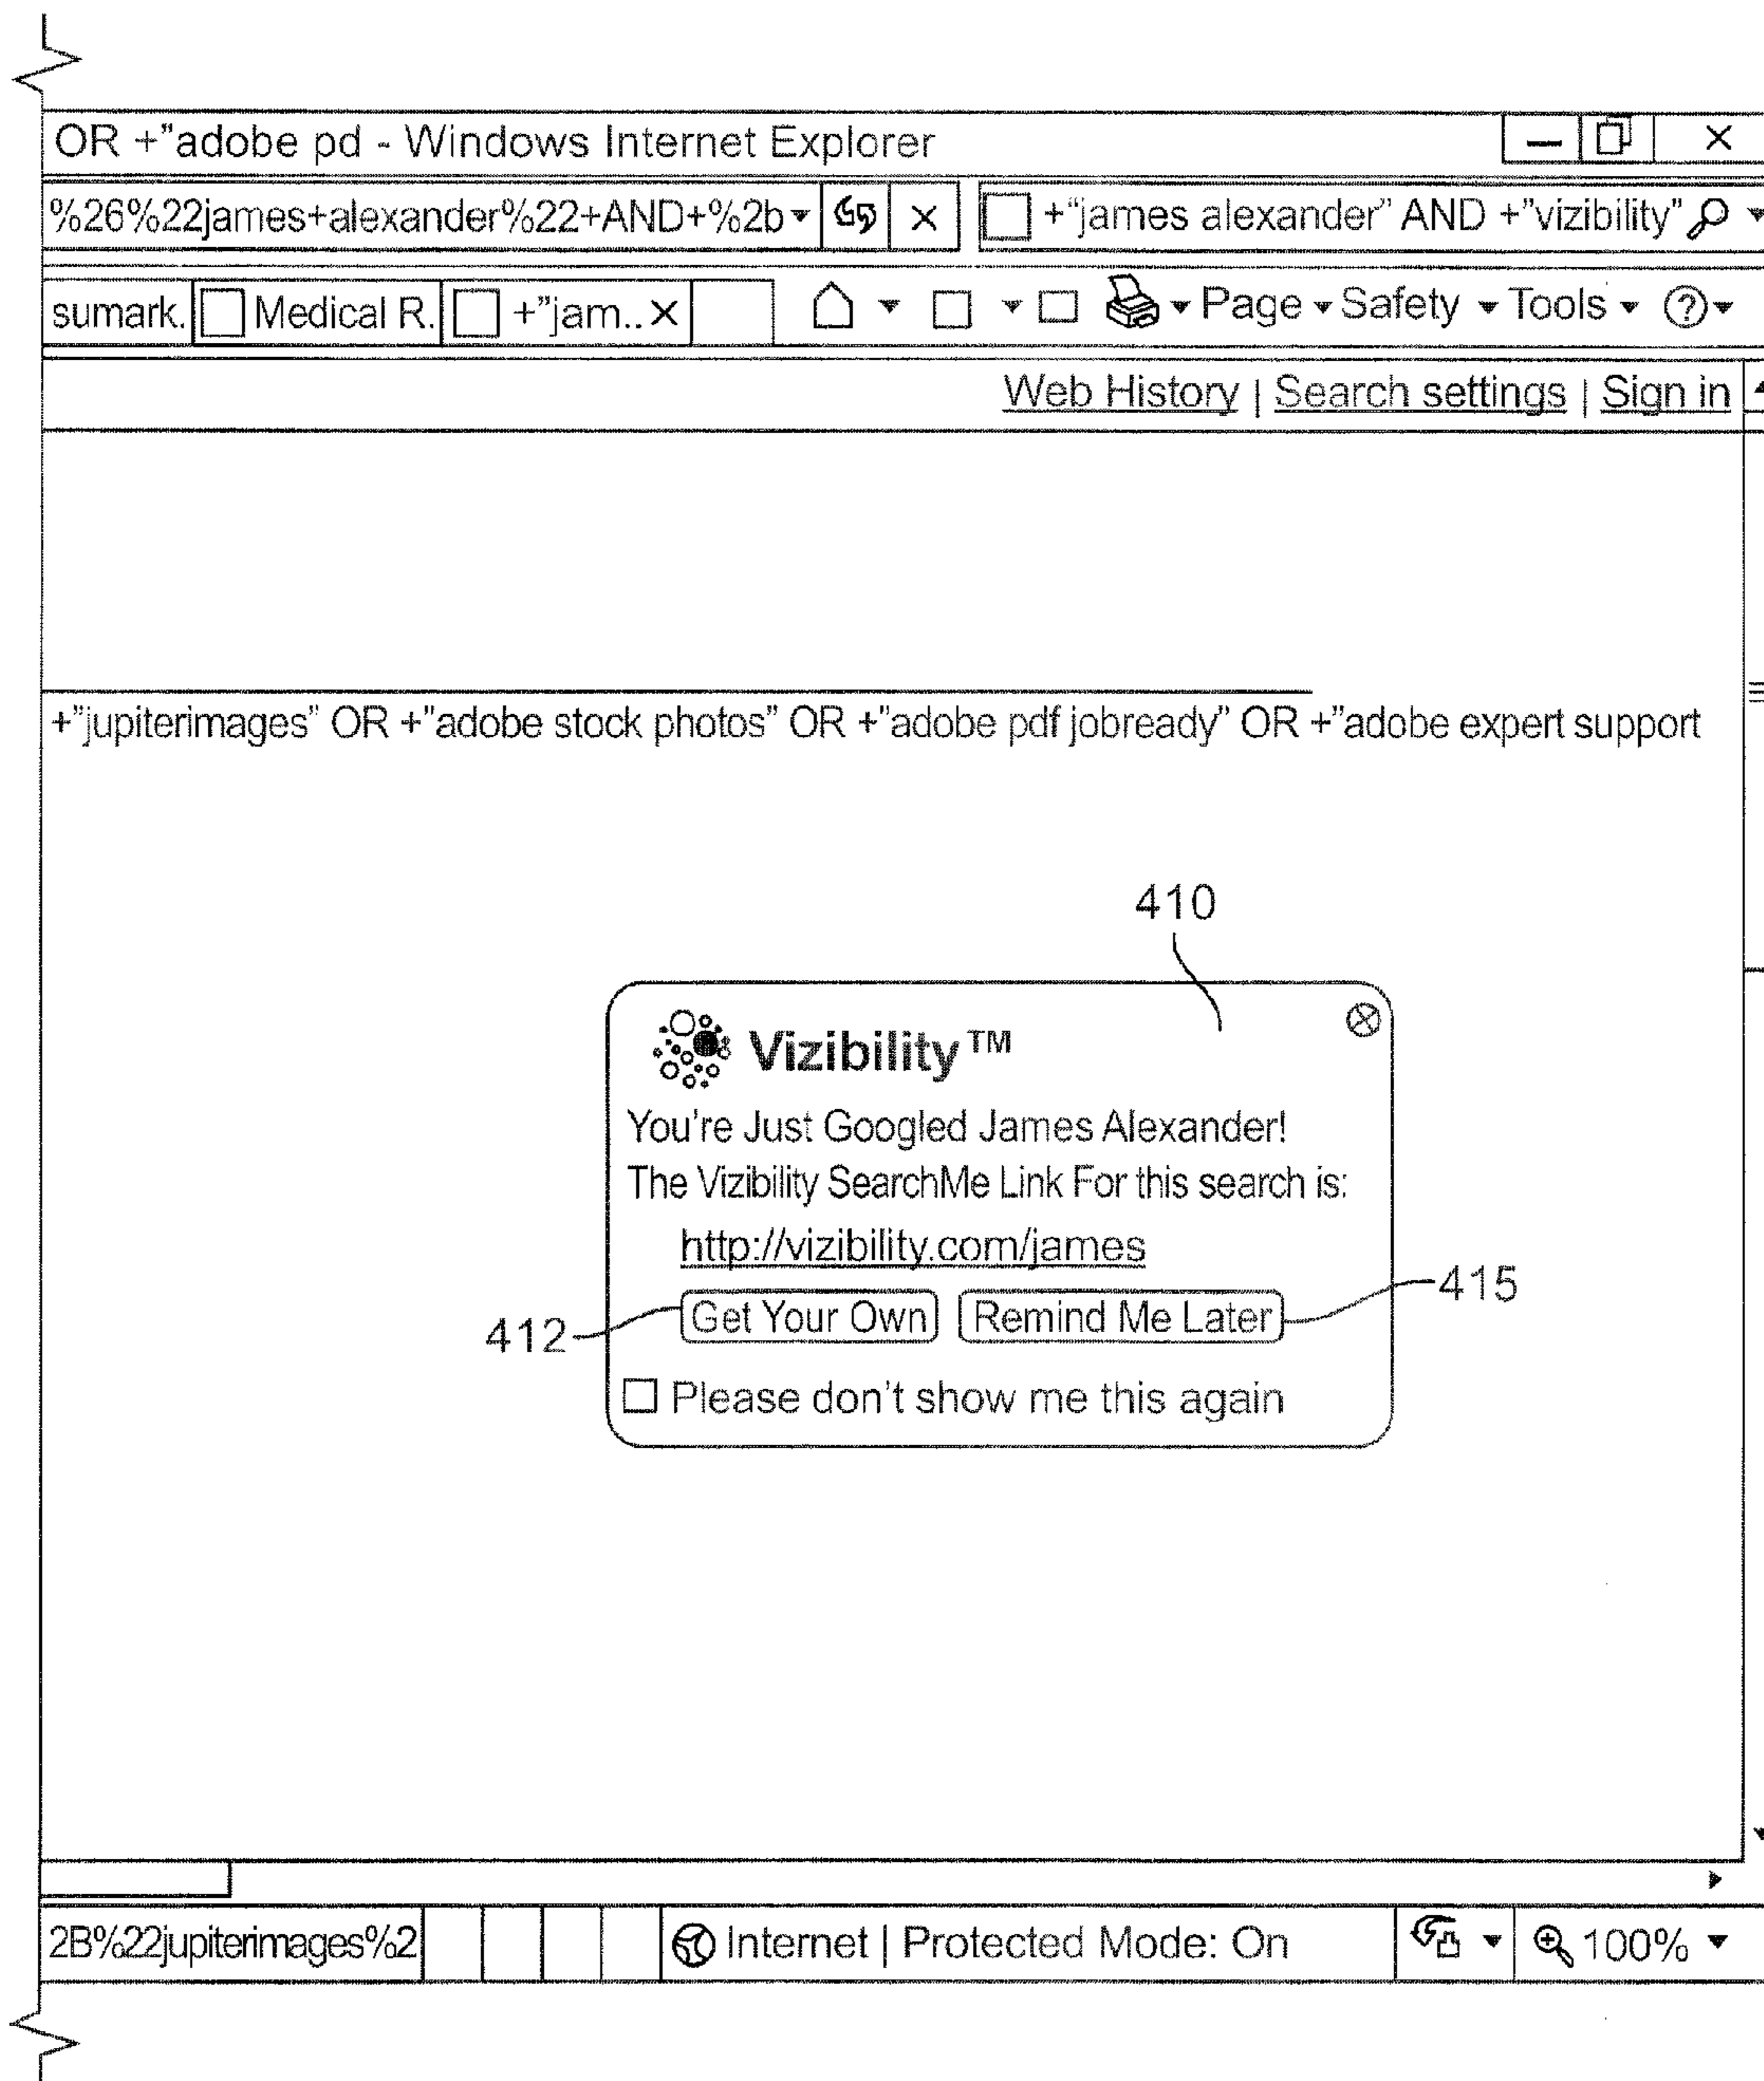 OR +"adobe pd - Windows Internet Explorer
%26%22james+alexander%22+AND+%2b +"james alexander" AND +"vizibility"
sumark. Medical R. +"jam.. Page Safety Tools
Web History | Search settings | Sign in
+"jupiterimages" OR +"adobe stock photos" OR +"adobe pdf jobready" OR +"adobe expert support
410
Vizibility™
You're Just Googled James Alexander!
The Vizibility SearchMe Link For this search is:
http://vizibility.com/james
415
412 Get Your Own Remind Me Later
Please don't show me this again
2B%22jupiterimages%2 Internet | Protected Mode: On 100%